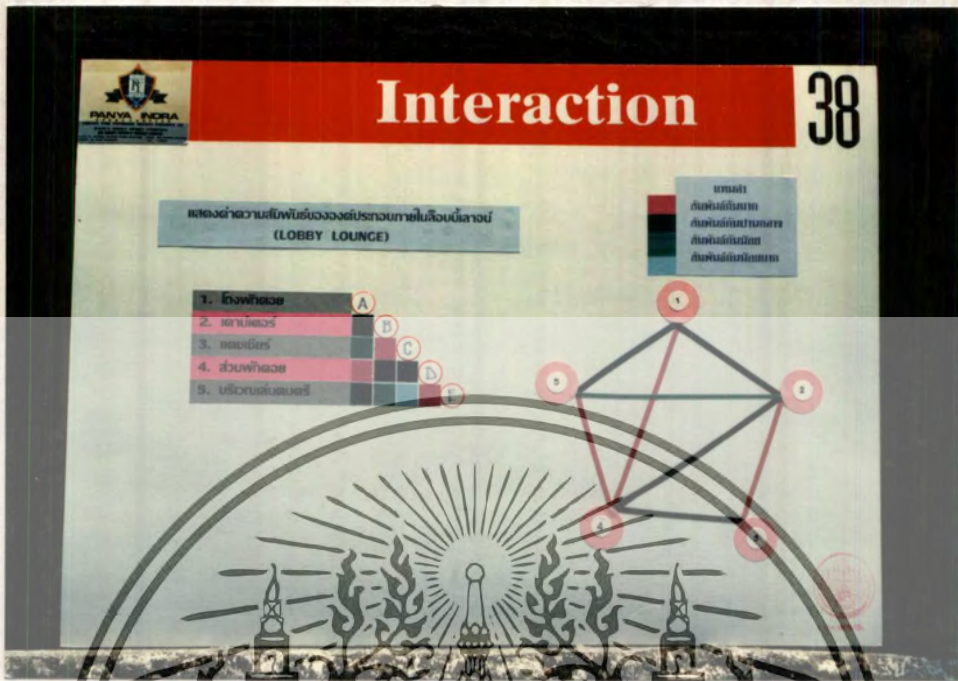 PANYA INDRA
Interaction
38
แสดงค่าความสัมพันธ์ขององค์ประกอบภายในล็อบบี้เลาจน์
(LOBBY LOUNGE)
แทนค่า
สัมพันธ์กันมาก
สัมพันธ์กันปานกลาง
สัมพันธ์กันน้อย
สัมพันธ์กันน้อยมาก
1. โถงพักคอย
A
2. เคาน์เตอร์
B
3. แคชเชียร์
C
4. ส่วนพักคอย
D
5. บริเวณเล่นดนตรี
E
1
5
2
4